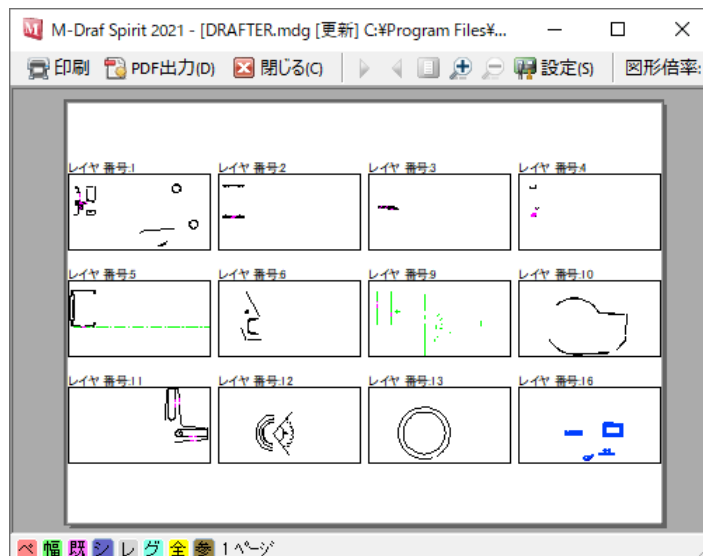 M-Draf Spirit 2021 - [DRAFTER.mdg [更新] C:¥Program Files¥...
印刷 PDF出力(D) 閉じる(C) 設定(S) 図形倍率:
レイヤ 番号:1 レイヤ 番号:2 レイヤ 番号:3 レイヤ 番号:4
レイヤ 番号:5 レイヤ 番号:6 レイヤ 番号:9 レイヤ 番号:10
レイヤ 番号:11 レイヤ 番号:12 レイヤ 番号:13 レイヤ 番号:16
ペ 幅 既 シ レ グ 全 参 1 ページ